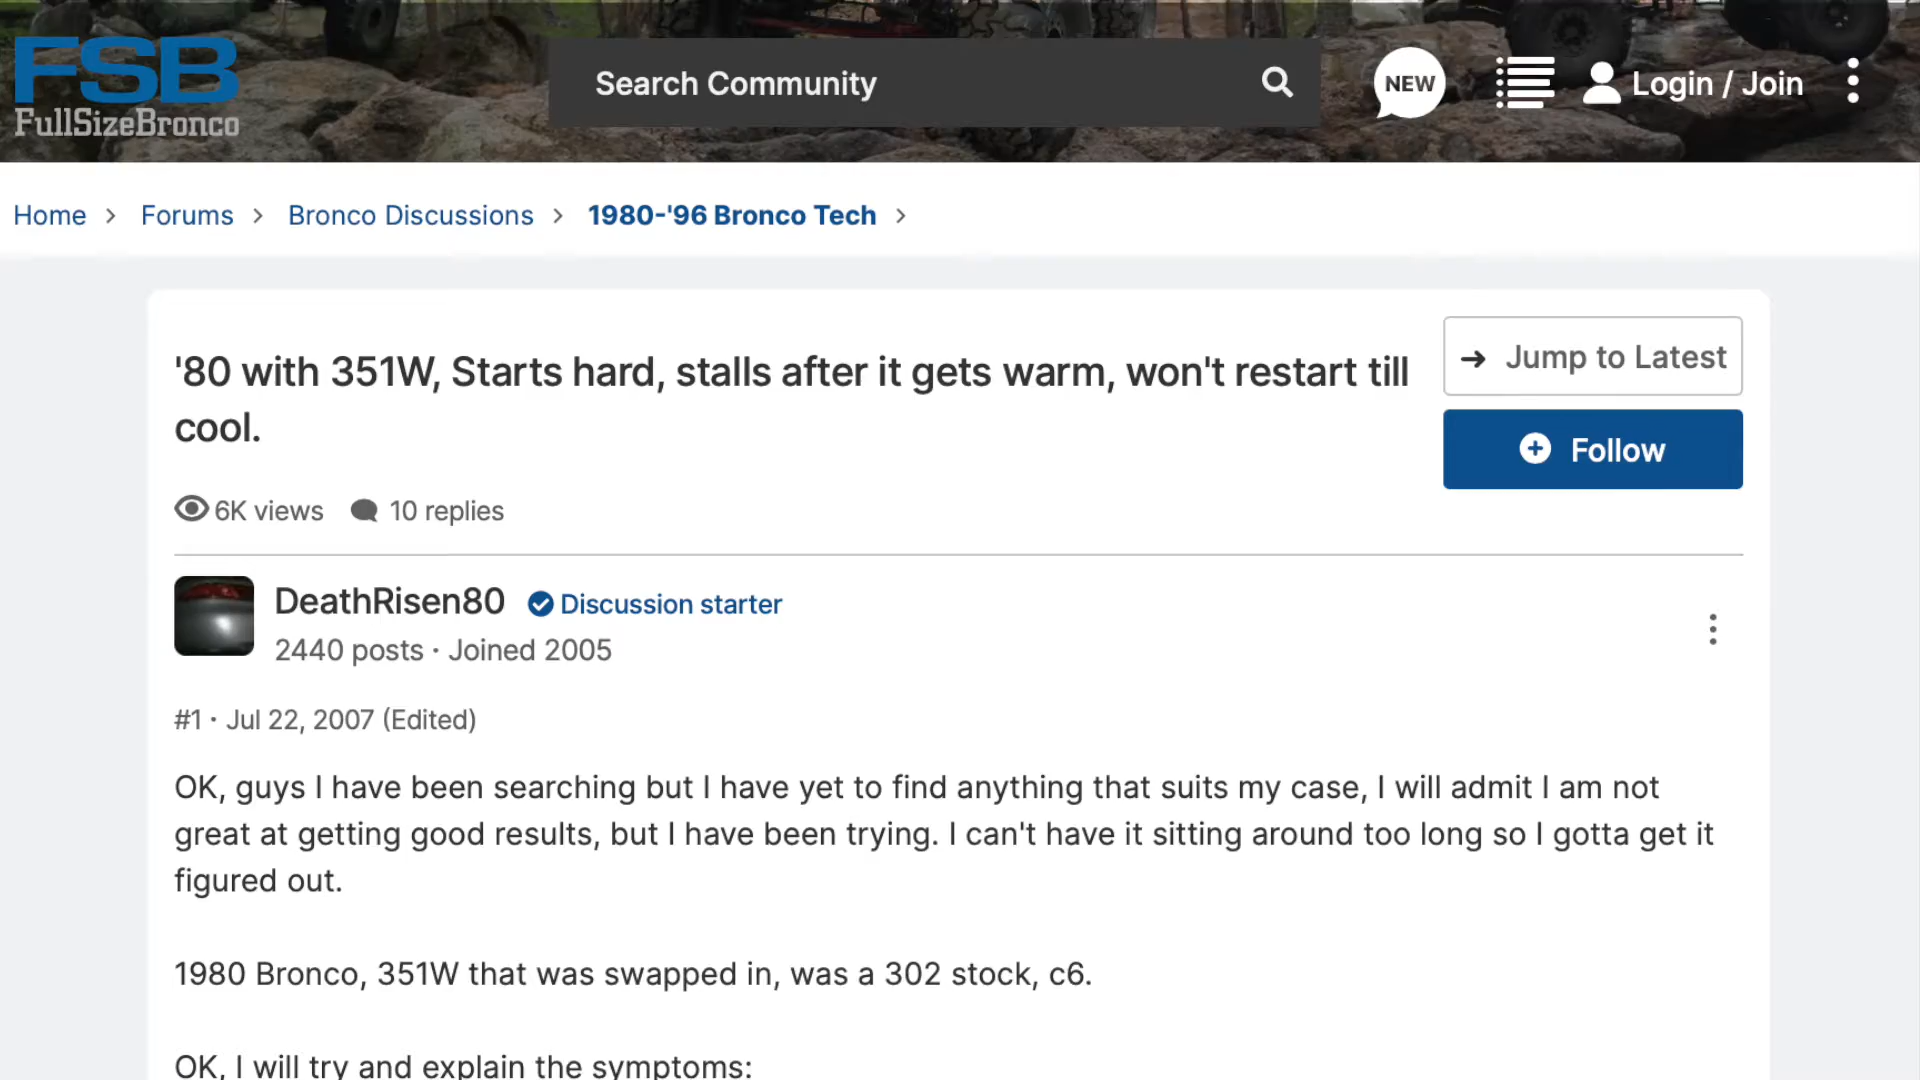 FSB
FullSizeBronco
Search Community
NEW
Login / Join
Home > Forums > Bronco Discussions > 1980-'96 Bronco Tech >
'80 with 351W, Starts hard, stalls after it gets warm, won't restart till
cool.
Jump to Latest
Follow
6K views 10 replies
DeathRisen80 Discussion starter
2440 posts · Joined 2005
#1 · Jul 22, 2007 (Edited)
OK, guys I have been searching but I have yet to find anything that suits my case, I will admit I am not
great at getting good results, but I have been trying. I can't have it sitting around too long so I gotta get it
figured out.
1980 Bronco, 351W that was swapped in, was a 302 stock, c6.
OK, I will try and explain the symptoms: